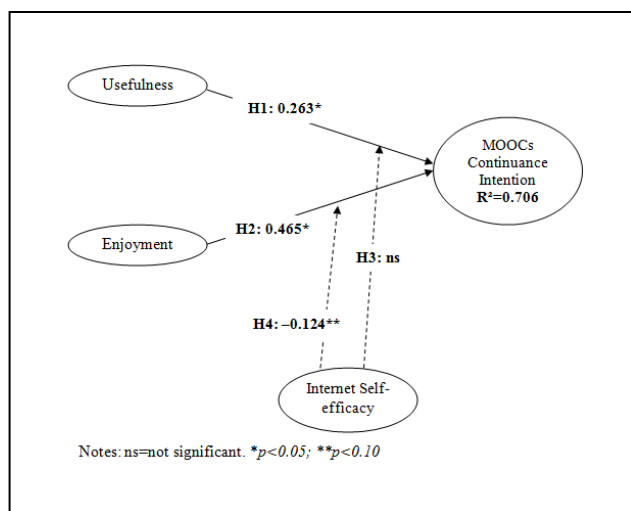 Usefulness
H1: 0.263*
MOOCs
Continuance
Intention
R²=0.706
H2: 0.465*
Enjoyment
H3: ns
H4: –0.124**
Internet Self-
efficacy
Notes: ns=not significant. *p<0.05; **p<0.10